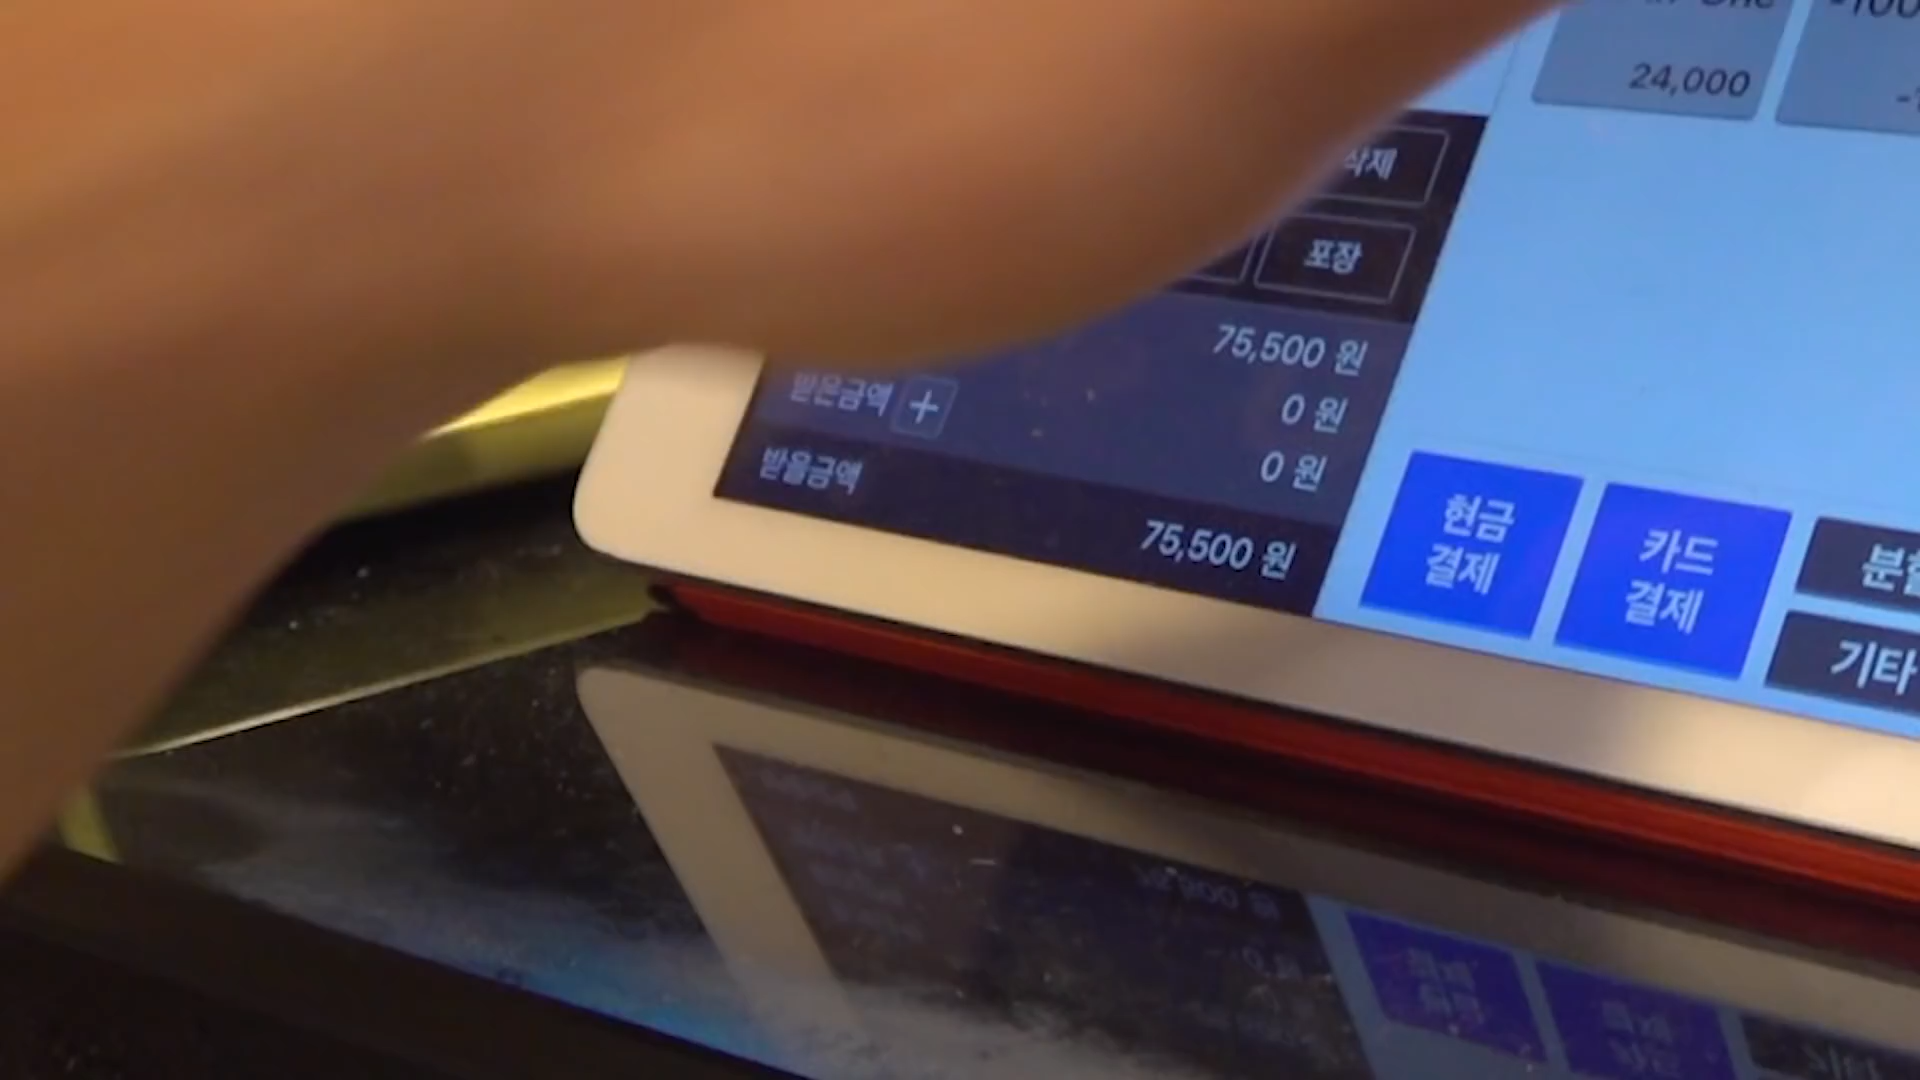 One
24,000
삭제
포장
75,500 원
받은금액 + 0 원
0 원
받을금액
75,500 원
현금
결제
카드
결제
기타